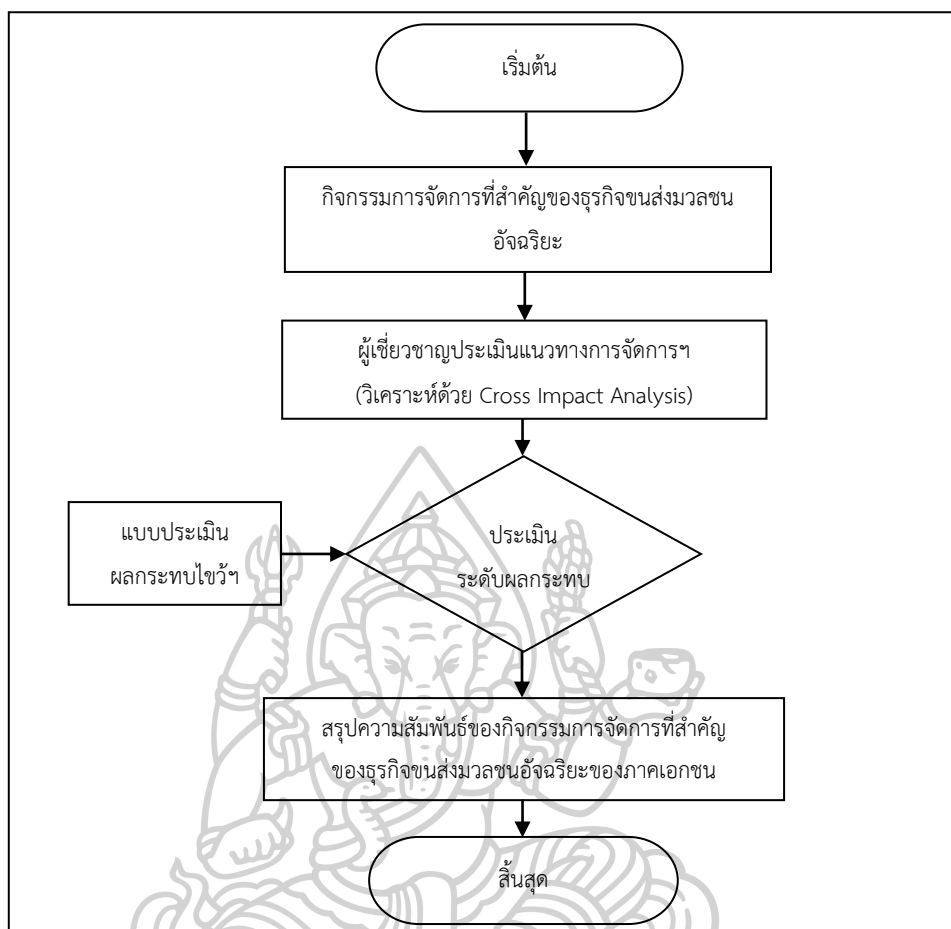 เริ่มต้น
กิจกรรมการจัดการที่สำคัญของธุรกิจขนส่งมวลชน
อัจฉริยะ
ผู้เชี่ยวชาญประเมินแนวทางการจัดการฯ
(วิเคราะห์ด้วย Cross Impact Analysis)
แบบประเมิน
ผลกระทบไขว้ฯ
ประเมิน
ระดับผลกระทบ
สรุปความสัมพันธ์ของกิจกรรมการจัดการที่สำคัญ
ของธุรกิจขนส่งมวลชนอัจฉริยะของภาคเอกชน
สิ้นสุด